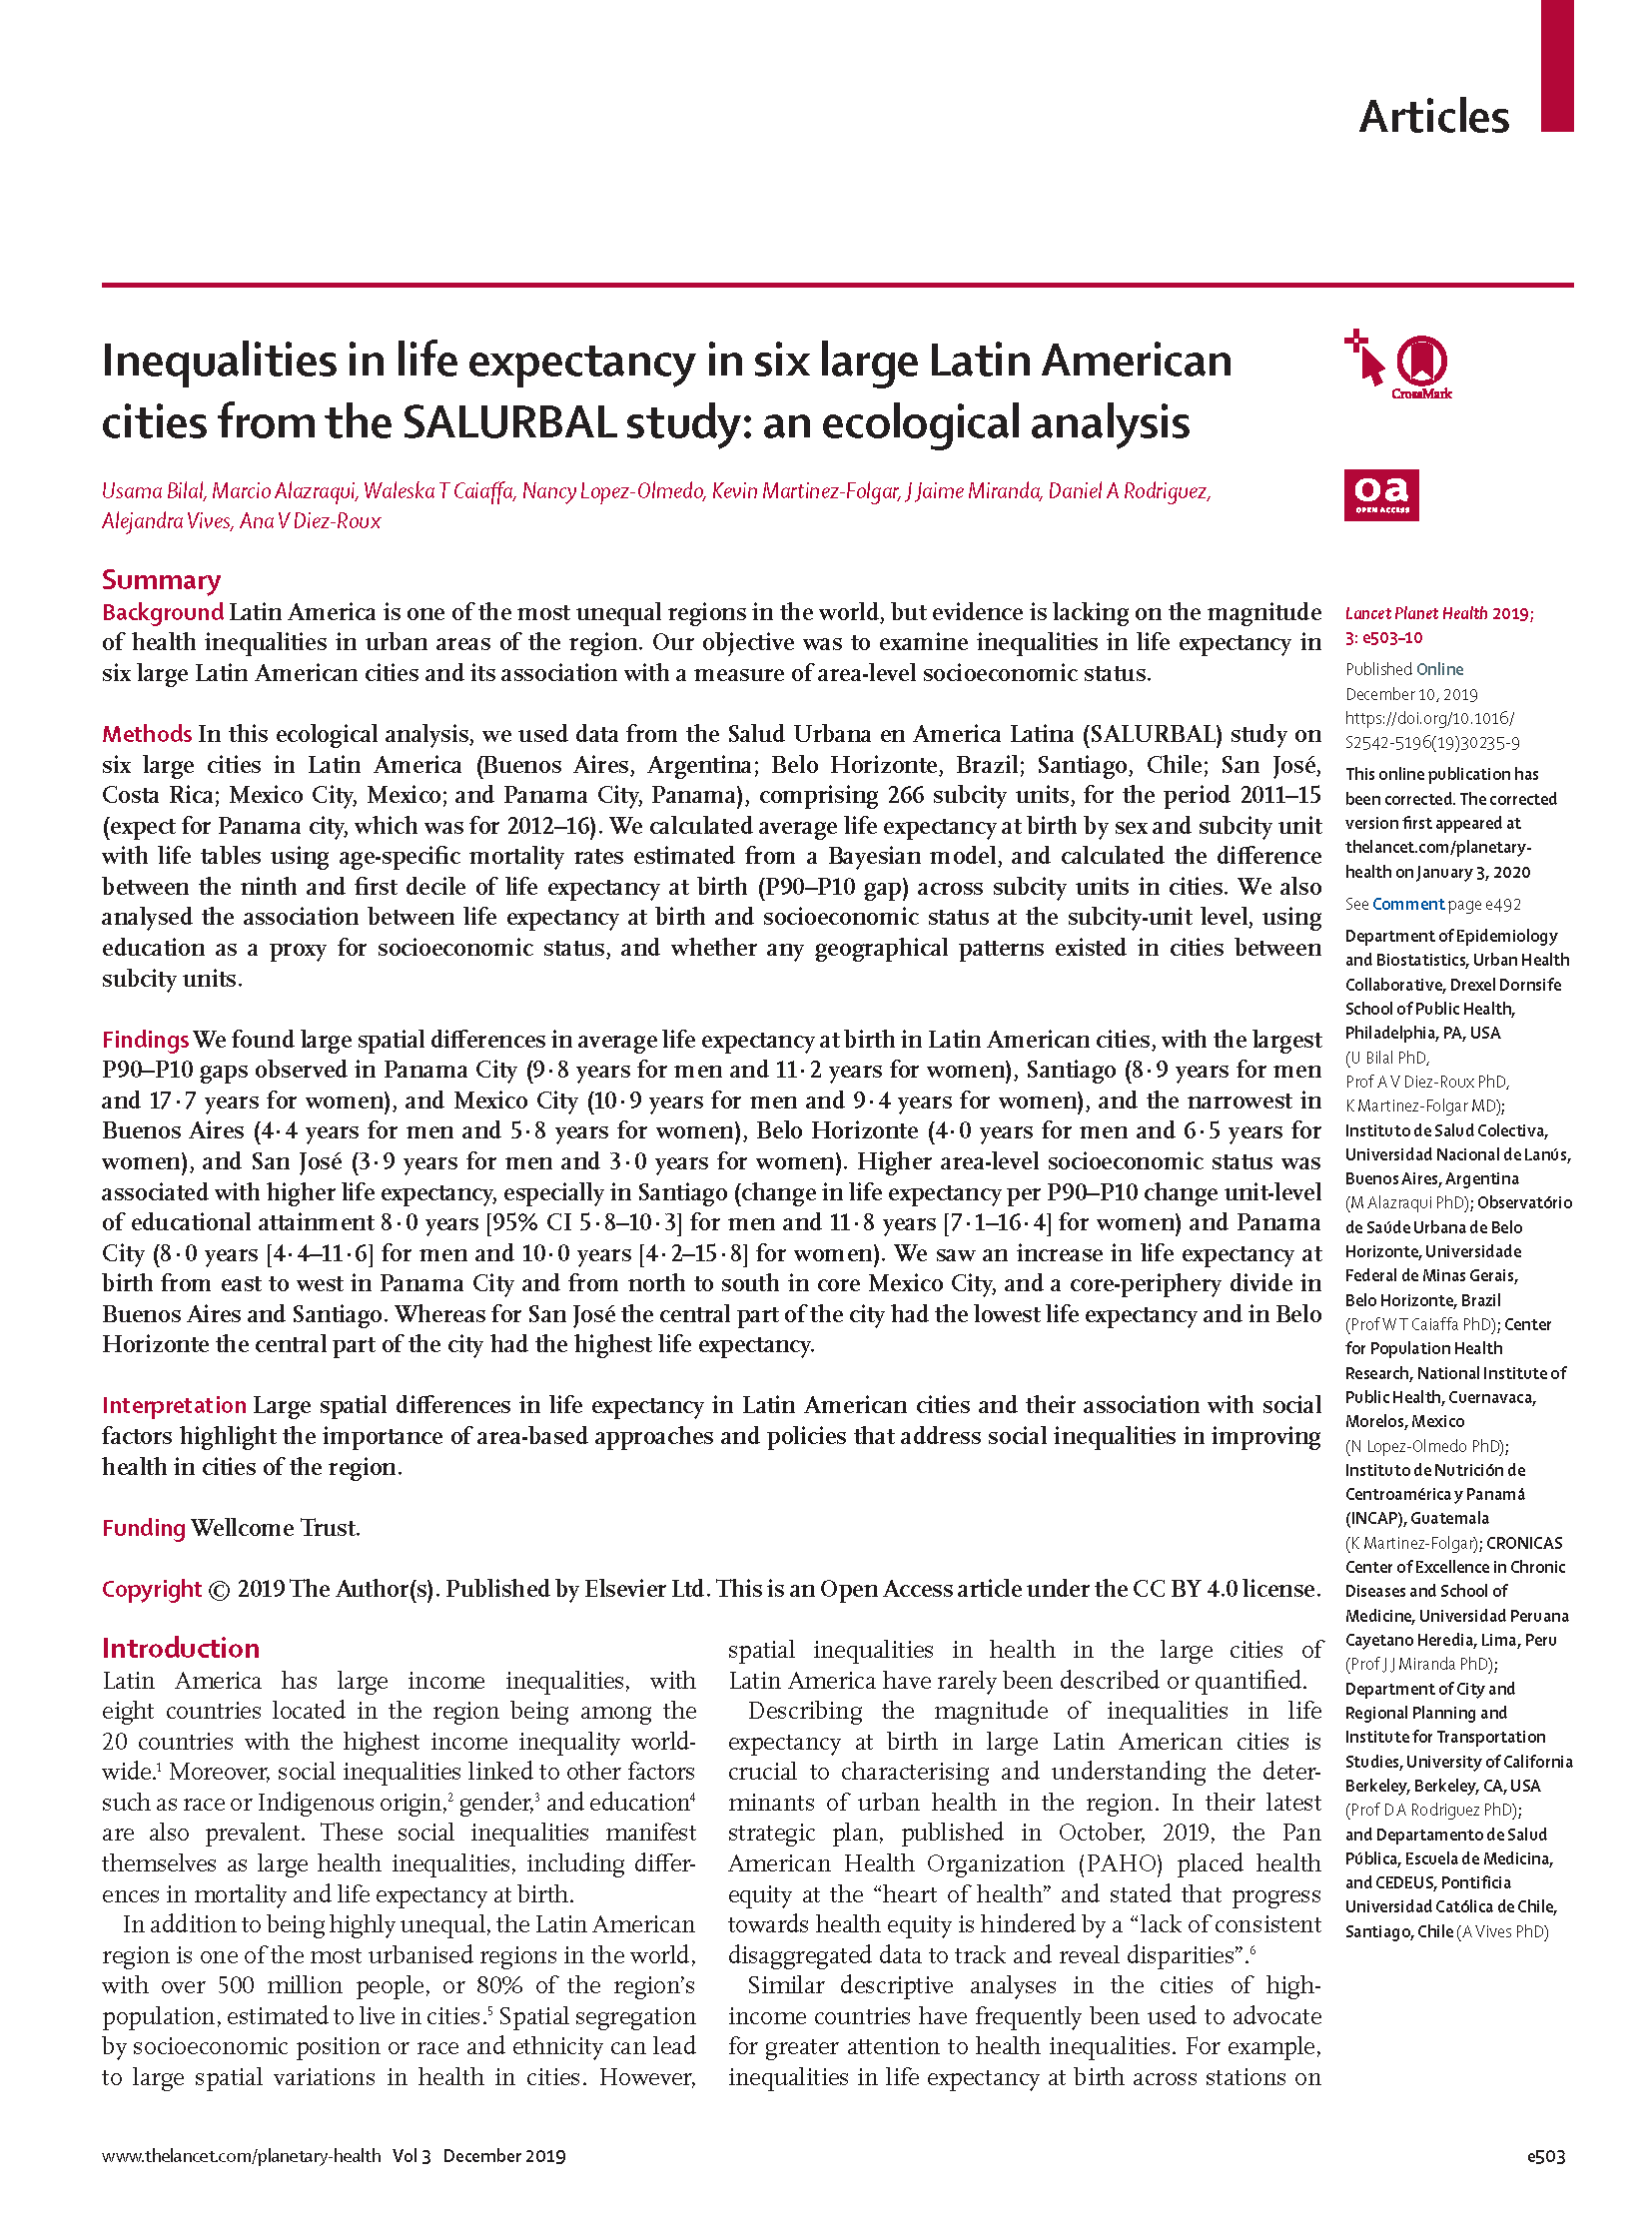 Articles
Inequalities in life expectancy in six large Latin American
cities from the SALURBAL study: an ecological analysis
Usama Bilal, Marcio Alazraqui, Waleska T Caiaffa, Nancy Lopez-Olmedo, Kevin Martinez-Folgar, J Jaime Miranda, Daniel A Rodriguez,
Alejandra Vives, Ana V Diez-Roux
Summary
Background Latin America is one of the most unequal regions in the world, but evidence is lacking on the magnitude
of health inequalities in urban areas of the region. Our objective was to examine inequalities in life expectancy in
six large Latin American cities and its association with a measure of area-level socioeconomic status.
Methods In this ecological analysis, we used data from the Salud Urbana en America Latina (SALURBAL) study on
six large cities in Latin America (Buenos Aires, Argentina; Belo Horizonte, Brazil; Santiago, Chile; San José,
Costa Rica; Mexico City, Mexico; and Panama City, Panama), comprising 266 subcity units, for the period 2011–15
(expect for Panama city, which was for 2012–16). We calculated average life expectancy at birth by sex and subcity unit
with life tables using age-specific mortality rates estimated from a Bayesian model, and calculated the difference
between the ninth and first decile of life expectancy at birth (P90–P10 gap) across subcity units in cities. We also
analysed the association between life expectancy at birth and socioeconomic status at the subcity-unit level, using
education as a proxy for socioeconomic status, and whether any geographical patterns existed in cities between
subcity units.
Findings We found large spatial differences in average life expectancy at birth in Latin American cities, with the largest
P90–P10 gaps observed in Panama City (9·8 years for men and 11·2 years for women), Santiago (8·9 years for men
and 17·7 years for women), and Mexico City (10·9 years for men and 9·4 years for women), and the narrowest in
Buenos Aires (4·4 years for men and 5·8 years for women), Belo Horizonte (4·0 years for men and 6·5 years for
women), and San José (3·9 years for men and 3·0 years for women). Higher area-level socioeconomic status was
associated with higher life expectancy, especially in Santiago (change in life expectancy per P90–P10 change unit-level
of educational attainment 8·0 years [95% CI 5·8–10·3] for men and 11·8 years [7·1–16·4] for women) and Panama
City (8·0 years [4·4–11·6] for men and 10·0 years [4·2–15·8] for women). We saw an increase in life expectancy at
birth from east to west in Panama City and from north to south in core Mexico City, and a core-periphery divide in
Buenos Aires and Santiago. Whereas for San José the central part of the city had the lowest life expectancy and in Belo
Horizonte the central part of the city had the highest life expectancy.
Interpretation Large spatial differences in life expectancy in Latin American cities and their association with social
factors highlight the importance of area-based approaches and policies that address social inequalities in improving
health in cities of the region.
Funding Wellcome Trust.
Copyright © 2019 The Author(s). Published by Elsevier Ltd. This is an Open Access article under the CC BY 4.0 license.
Introduction
Latin America has large income inequalities, with
eight countries located in the region being among the
20 countries with the highest income inequality world-
wide.1 Moreover, social inequalities linked to other factors
such as race or Indigenous origin,2 gender,3 and education4
are also prevalent. These social inequalities manifest
themselves as large health inequalities, including differ-
ences in mortality and life expectancy at birth.
In addition to being highly unequal, the Latin American
region is one of the most urbanised regions in the world,
with over 500 million people, or 80% of the region's
population, estimated to live in cities.5 Spatial segregation
by socioeconomic position or race and ethnicity can lead
to large spatial variations in health in cities. However,
spatial inequalities in health in the large cities of
Latin America have rarely been described or quantified.
Describing the magnitude of inequalities in life
expectancy at birth in large Latin American cities is
crucial to characterising and understanding the deter-
minants of urban health in the region. In their latest
strategic plan, published in October, 2019, the Pan
American Health Organization (PAHO) placed health
equity at the “heart of health” and stated that progress
towards health equity is hindered by a “lack of consistent
disaggregated data to track and reveal disparities”.6
Similar descriptive analyses in the cities of high-
income countries have frequently been used to advocate
for greater attention to health inequalities. For example,
inequalities in life expectancy at birth across stations on
CrossMark
oa
OPEN ACCESS
Lancet Planet Health 2019;
3: e503–10
Published Online
December 10, 2019
https://doi.org/10.1016/
S2542-5196(19)30235-9
This online publication has
been corrected. The corrected
version first appeared at
thelancet.com/planetary-
health on January 3, 2020
See Comment page e492
Department of Epidemiology
and Biostatistics, Urban Health
Collaborative, Drexel Dornsife
School of Public Health,
Philadelphia, PA, USA
(U Bilal PhD,
Prof A V Diez-Roux PhD,
K Martinez-Folgar MD);
Instituto de Salud Colectiva,
Universidad Nacional de Lanús,
Buenos Aires, Argentina
(M Alazraqui PhD); Observatório
de Saúde Urbana de Belo
Horizonte, Universidade
Federal de Minas Gerais,
Belo Horizonte, Brazil
(Prof W T Caiaffa PhD); Center
for Population Health
Research, National Institute of
Public Health, Cuernavaca,
Morelos, Mexico
(N Lopez-Olmedo PhD);
Instituto de Nutrición de
Centroamérica y Panamá
(INCAP), Guatemala
(K Martinez-Folgar); CRONICAS
Center of Excellence in Chronic
Diseases and School of
Medicine, Universidad Peruana
Cayetano Heredia, Lima, Peru
(Prof J J Miranda PhD);
Department of City and
Regional Planning and
Institute for Transportation
Studies, University of California
Berkeley, Berkeley, CA, USA
(Prof D A Rodriguez PhD);
and Departamento de Salud
Pública, Escuela de Medicina,
and CEDEUS, Pontificia
Universidad Católica de Chile,
Santiago, Chile (A Vives PhD)
www.thelancet.com/planetary-health Vol 3 December 2019
e503